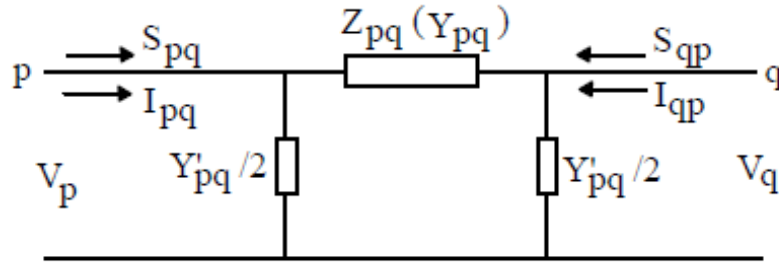 Z_pq (Y_pq)
S_pq
S_qp
p
q
I_pq
I_qp
V_p
Y'_pq /2
Y'_pq /2
V_q